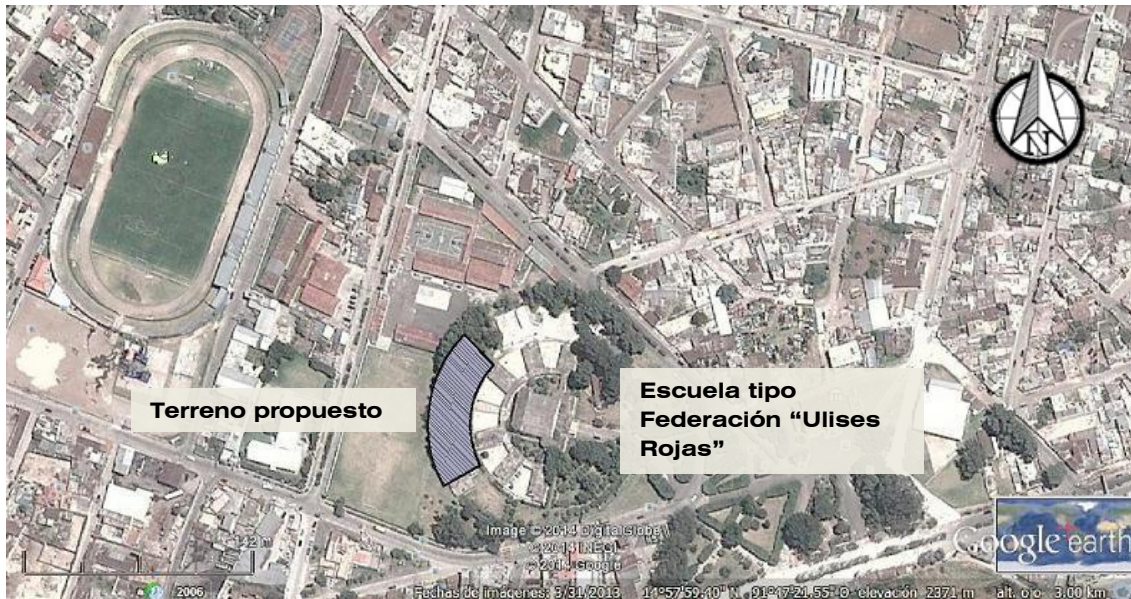 N
Terreno propuesto
Escuela tipo
Federación “Ulises
Rojas”
Image © 2014 DigitalGlobe
© 2014 INEGI
© 2014 Google
Google earth
142 m
2006
Fechas de imágenes: 3/31/2013 14°57'59.40" N 91°47'21.55" O elevación 2371 m alt. ojo 3.00 km